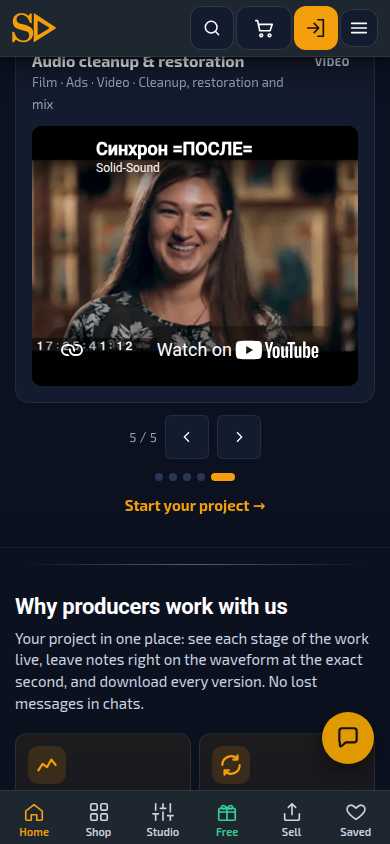 SD
Audio cleanup & restoration
VIDEO
Film · Ads · Video · Cleanup, restoration and
mix
Синхрон =ПОСЛЕ=
Solid-Sound
Watch on YouTube
5 / 5
Start your project →
Why producers work with us
Your project in one place: see each stage of the work
live, leave notes right on the waveform at the exact
second, and download every version. No lost
messages in chats.
Home
Shop
Studio
Free
Sell
Saved